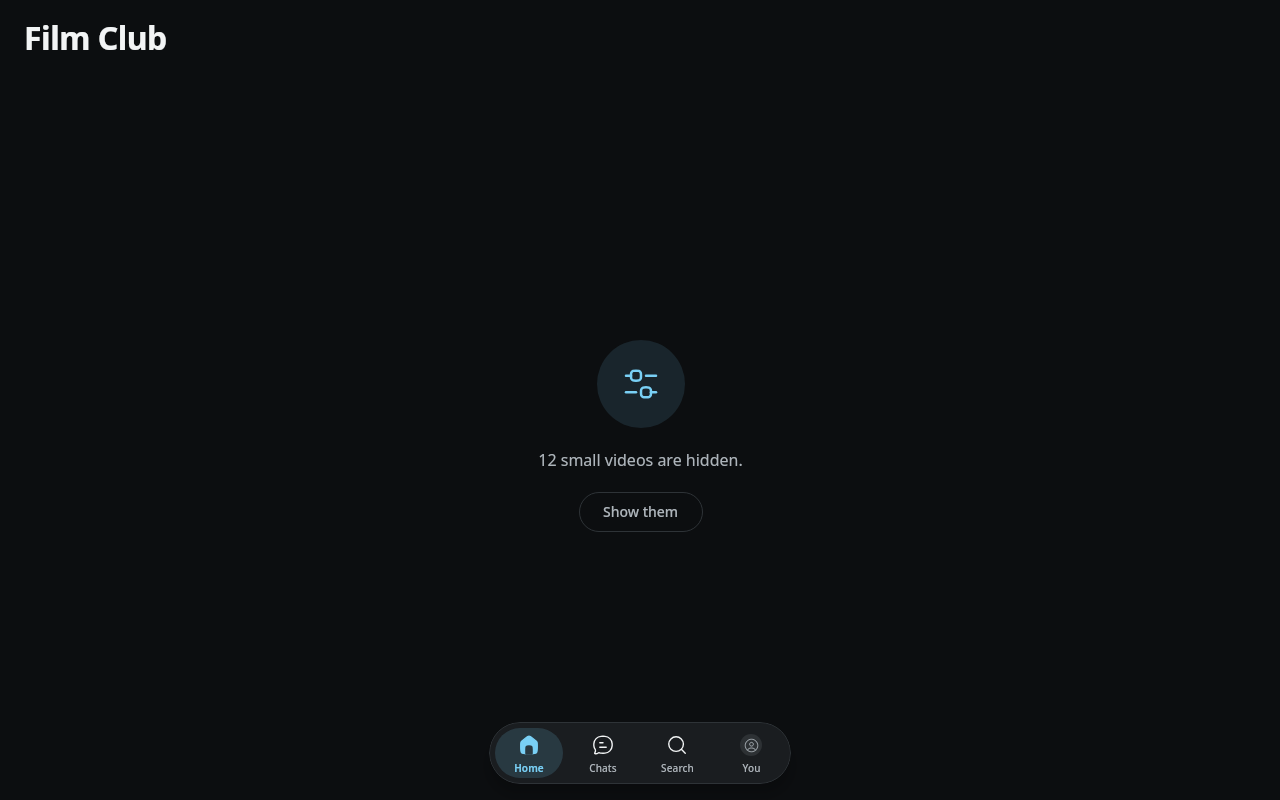 Film Club
12 small videos are hidden.
Show them
Home
Chats
Search
You